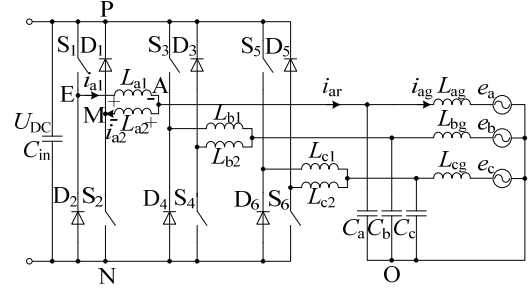 P
S1 D1 S3 D3 S5 D5
ia1 La1 A iar iag Lag ea
E + -
M La2 +
ia2
UDC
Cin
Lb1 Lbg eb
Lb2
Lc1 Lcg ec
Lc2
D2 S2 D4 S4 D6 S6
Ca Cb Cc
N O